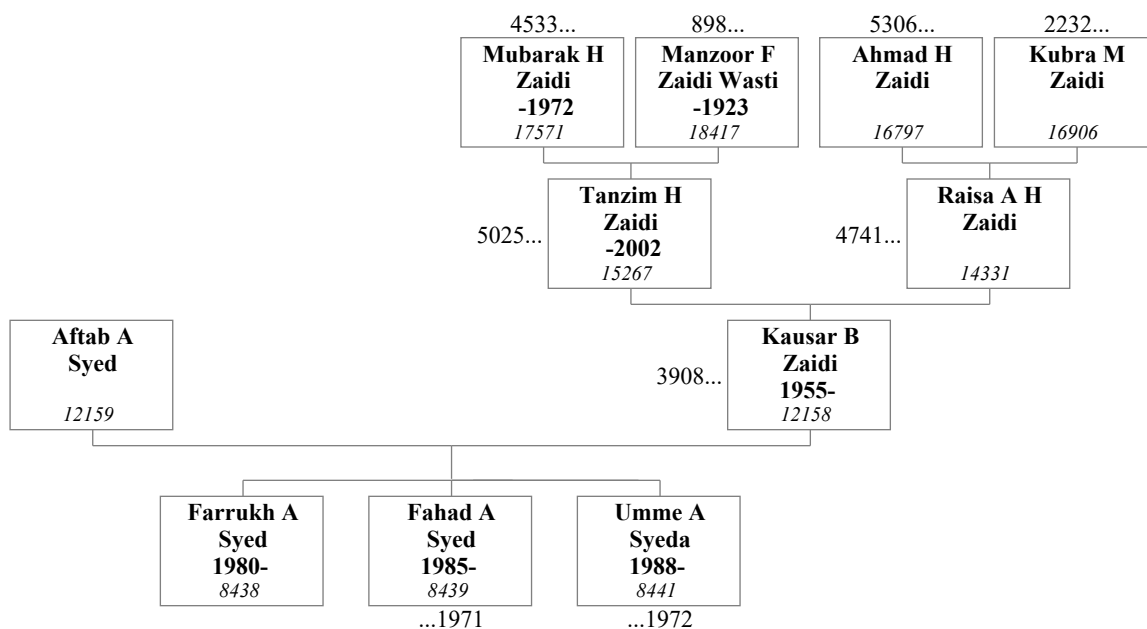 4533...
898...
5306...
2232...
Mubarak H
Zaidi
-1972
17571
Manzoor F
Zaidi Wasti
-1923
18417
Ahmad H
Zaidi
16797
Kubra M
Zaidi
16906
5025...
Tanzim H
Zaidi
-2002
15267
4741...
Raisa A H
Zaidi
14331
Aftab A
Syed
12159
3908...
Kausar B
Zaidi
1955-
12158
Farrukh A
Syed
1980-
8438
Fahad A
Syed
1985-
8439
...1971
Umme A
Syeda
1988-
8441
...1972